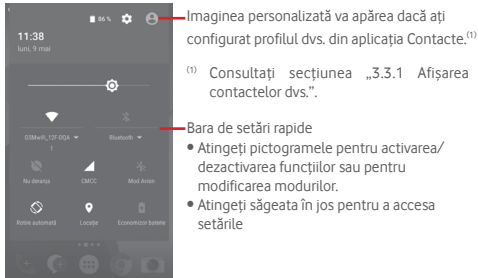 86 %
11:38
luni, 9 mai
GSMwifi_12F-DQA
Bluetooth
Nu deranja
CMCC
Mod Avion
Rotire automată
Locație
Economizor baterie
Imaginea personalizată va apărea dacă ați
configurat profilul dvs. din aplicația Contacte.(1)
(1) Consultați secțiunea „3.3.1 Afișarea
contactelor dvs.”.
Bara de setări rapide
• Atingeți pictogramele pentru activarea/
dezactivarea funcțiilor sau pentru
modificarea modurilor.
• Atingeți săgeata în jos pentru a accesa
setările